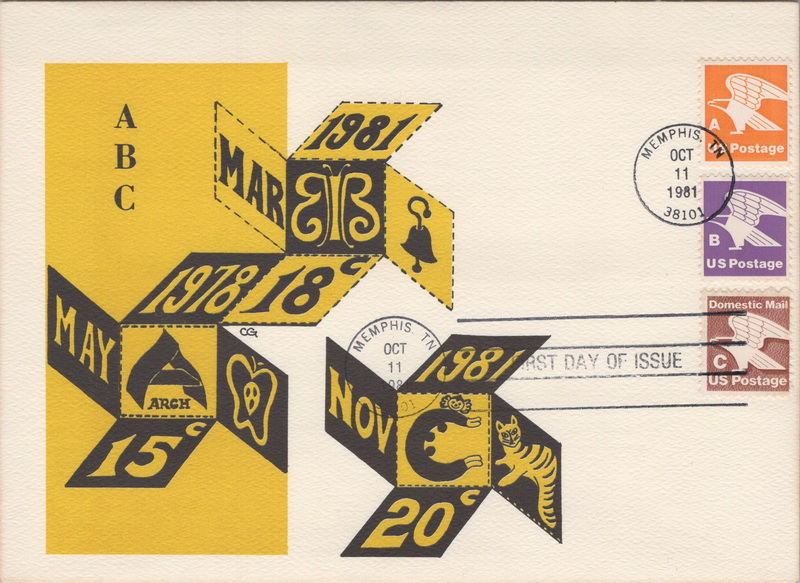 A
B
C
1981
MAR
B
18c
1978
MAY
ARCH
15c
CG
1981
NOV
C
20c
A
US Postage
B
US Postage
Domestic Mail
C
US Postage
MEMPHIS, TN
OCT
11
1981
38101
MEMPHIS, TN
OCT
11
FIRST DAY OF ISSUE